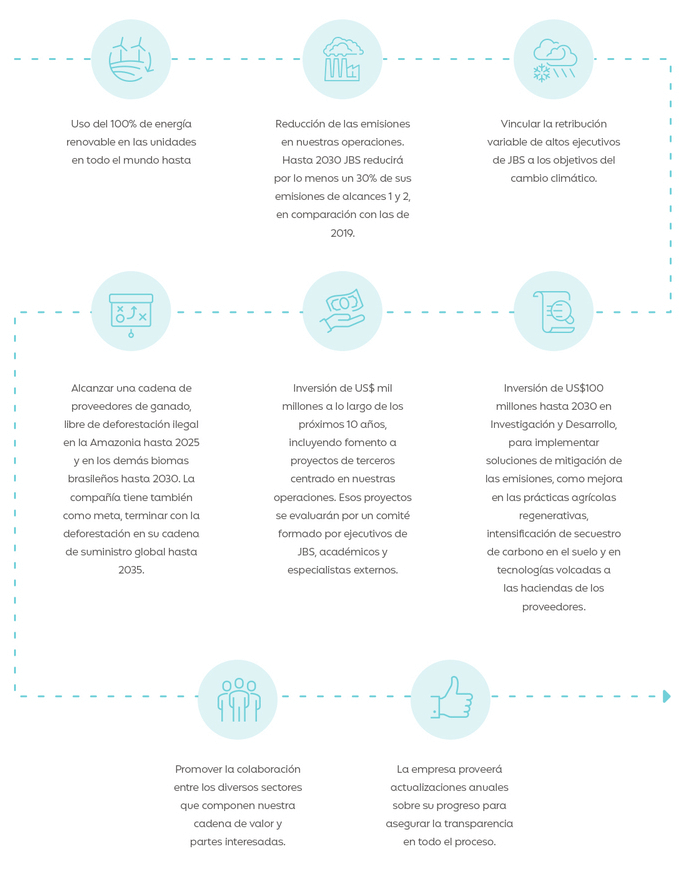 Uso del 100% de energía
renovable en las unidades
en todo el mundo hasta
Reducción de las emisiones
en nuestras operaciones.
Hasta 2030 JBS reducirá
por lo menos un 30% de sus
emisiones de alcances 1 y 2,
en comparación con las de
2019.
Vincular la retribución
variable de altos ejecutivos
de JBS a los objetivos del
cambio climático.
Alcanzar una cadena de
proveedores de ganado,
libre de deforestación ilegal
en la Amazonia hasta 2025
y en los demás biomas
brasileños hasta 2030. La
compañía tiene también
como meta, terminar con la
deforestación en su cadena
de suministro global hasta
2035.
Inversión de US$ mil
millones a lo largo de los
próximos 10 años,
incluyendo fomento a
proyectos de terceros
centrado en nuestras
operaciones. Esos proyectos
se evaluarán por un comité
formado por ejecutivos de
JBS, académicos y
especialistas externos.
Inversión de US$100
millones hasta 2030 en
Investigación y Desarrollo,
para implementar
soluciones de mitigación de
las emisiones, como mejora
en las prácticas agrícolas
regenerativas,
intensificación de secuestro
de carbono en el suelo y en
tecnologías volcadas a
las haciendas de los
proveedores.
Promover la colaboración
entre los diversos sectores
que componen nuestra
cadena de valor y
partes interesadas.
La empresa proveerá
actualizaciones anuales
sobre su progreso para
asegurar la transparencia
en todo el proceso.